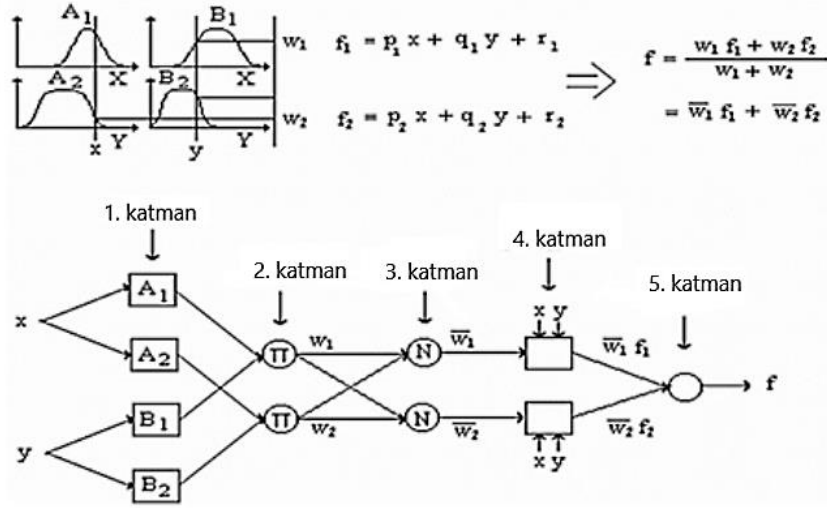 A₁ B₁
w₁ f₁ = p₁ x + q₁ y + r₁
X X
A₂ B₂
w₂ f₂ = p₂ x + q₂ y + r₂
x Y y Y
f = (w₁ f₁ + w₂ f₂) / (w₁ + w₂)
= w̅₁ f₁ + w̅₂ f₂
1. katman
2. katman
3. katman
4. katman
5. katman
x
y
A₁
A₂
B₁
B₂
Π
Π
w₁
w₂
N
N
w̅₁
w̅₂
x y
x y
w̅₁ f₁
w̅₂ f₂
f